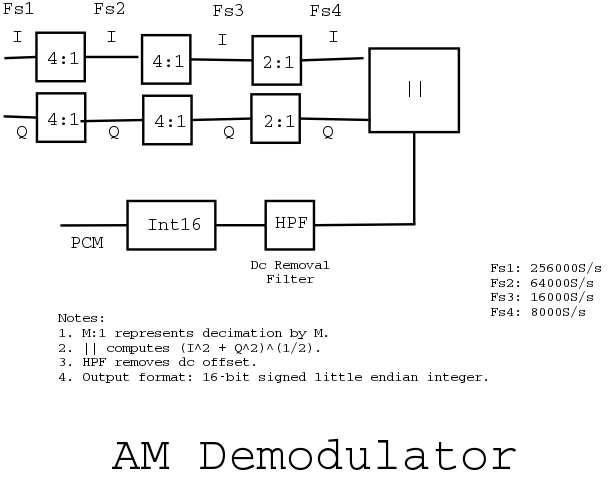 Fs1 Fs2 Fs3 Fs4
I I I I
4:1 4:1 2:1
||
4:1 4:1 2:1
Q Q Q Q
Int16 HPF
PCM
Dc Removal
Filter
Fs1: 256000S/s
Fs2: 64000S/s
Fs3: 16000S/s
Fs4: 8000S/s
Notes:
1. M:1 represents decimation by M.
2. || computes (I^2 + Q^2)^(1/2).
3. HPF removes dc offset.
4. Output format: 16-bit signed little endian integer.
AM Demodulator